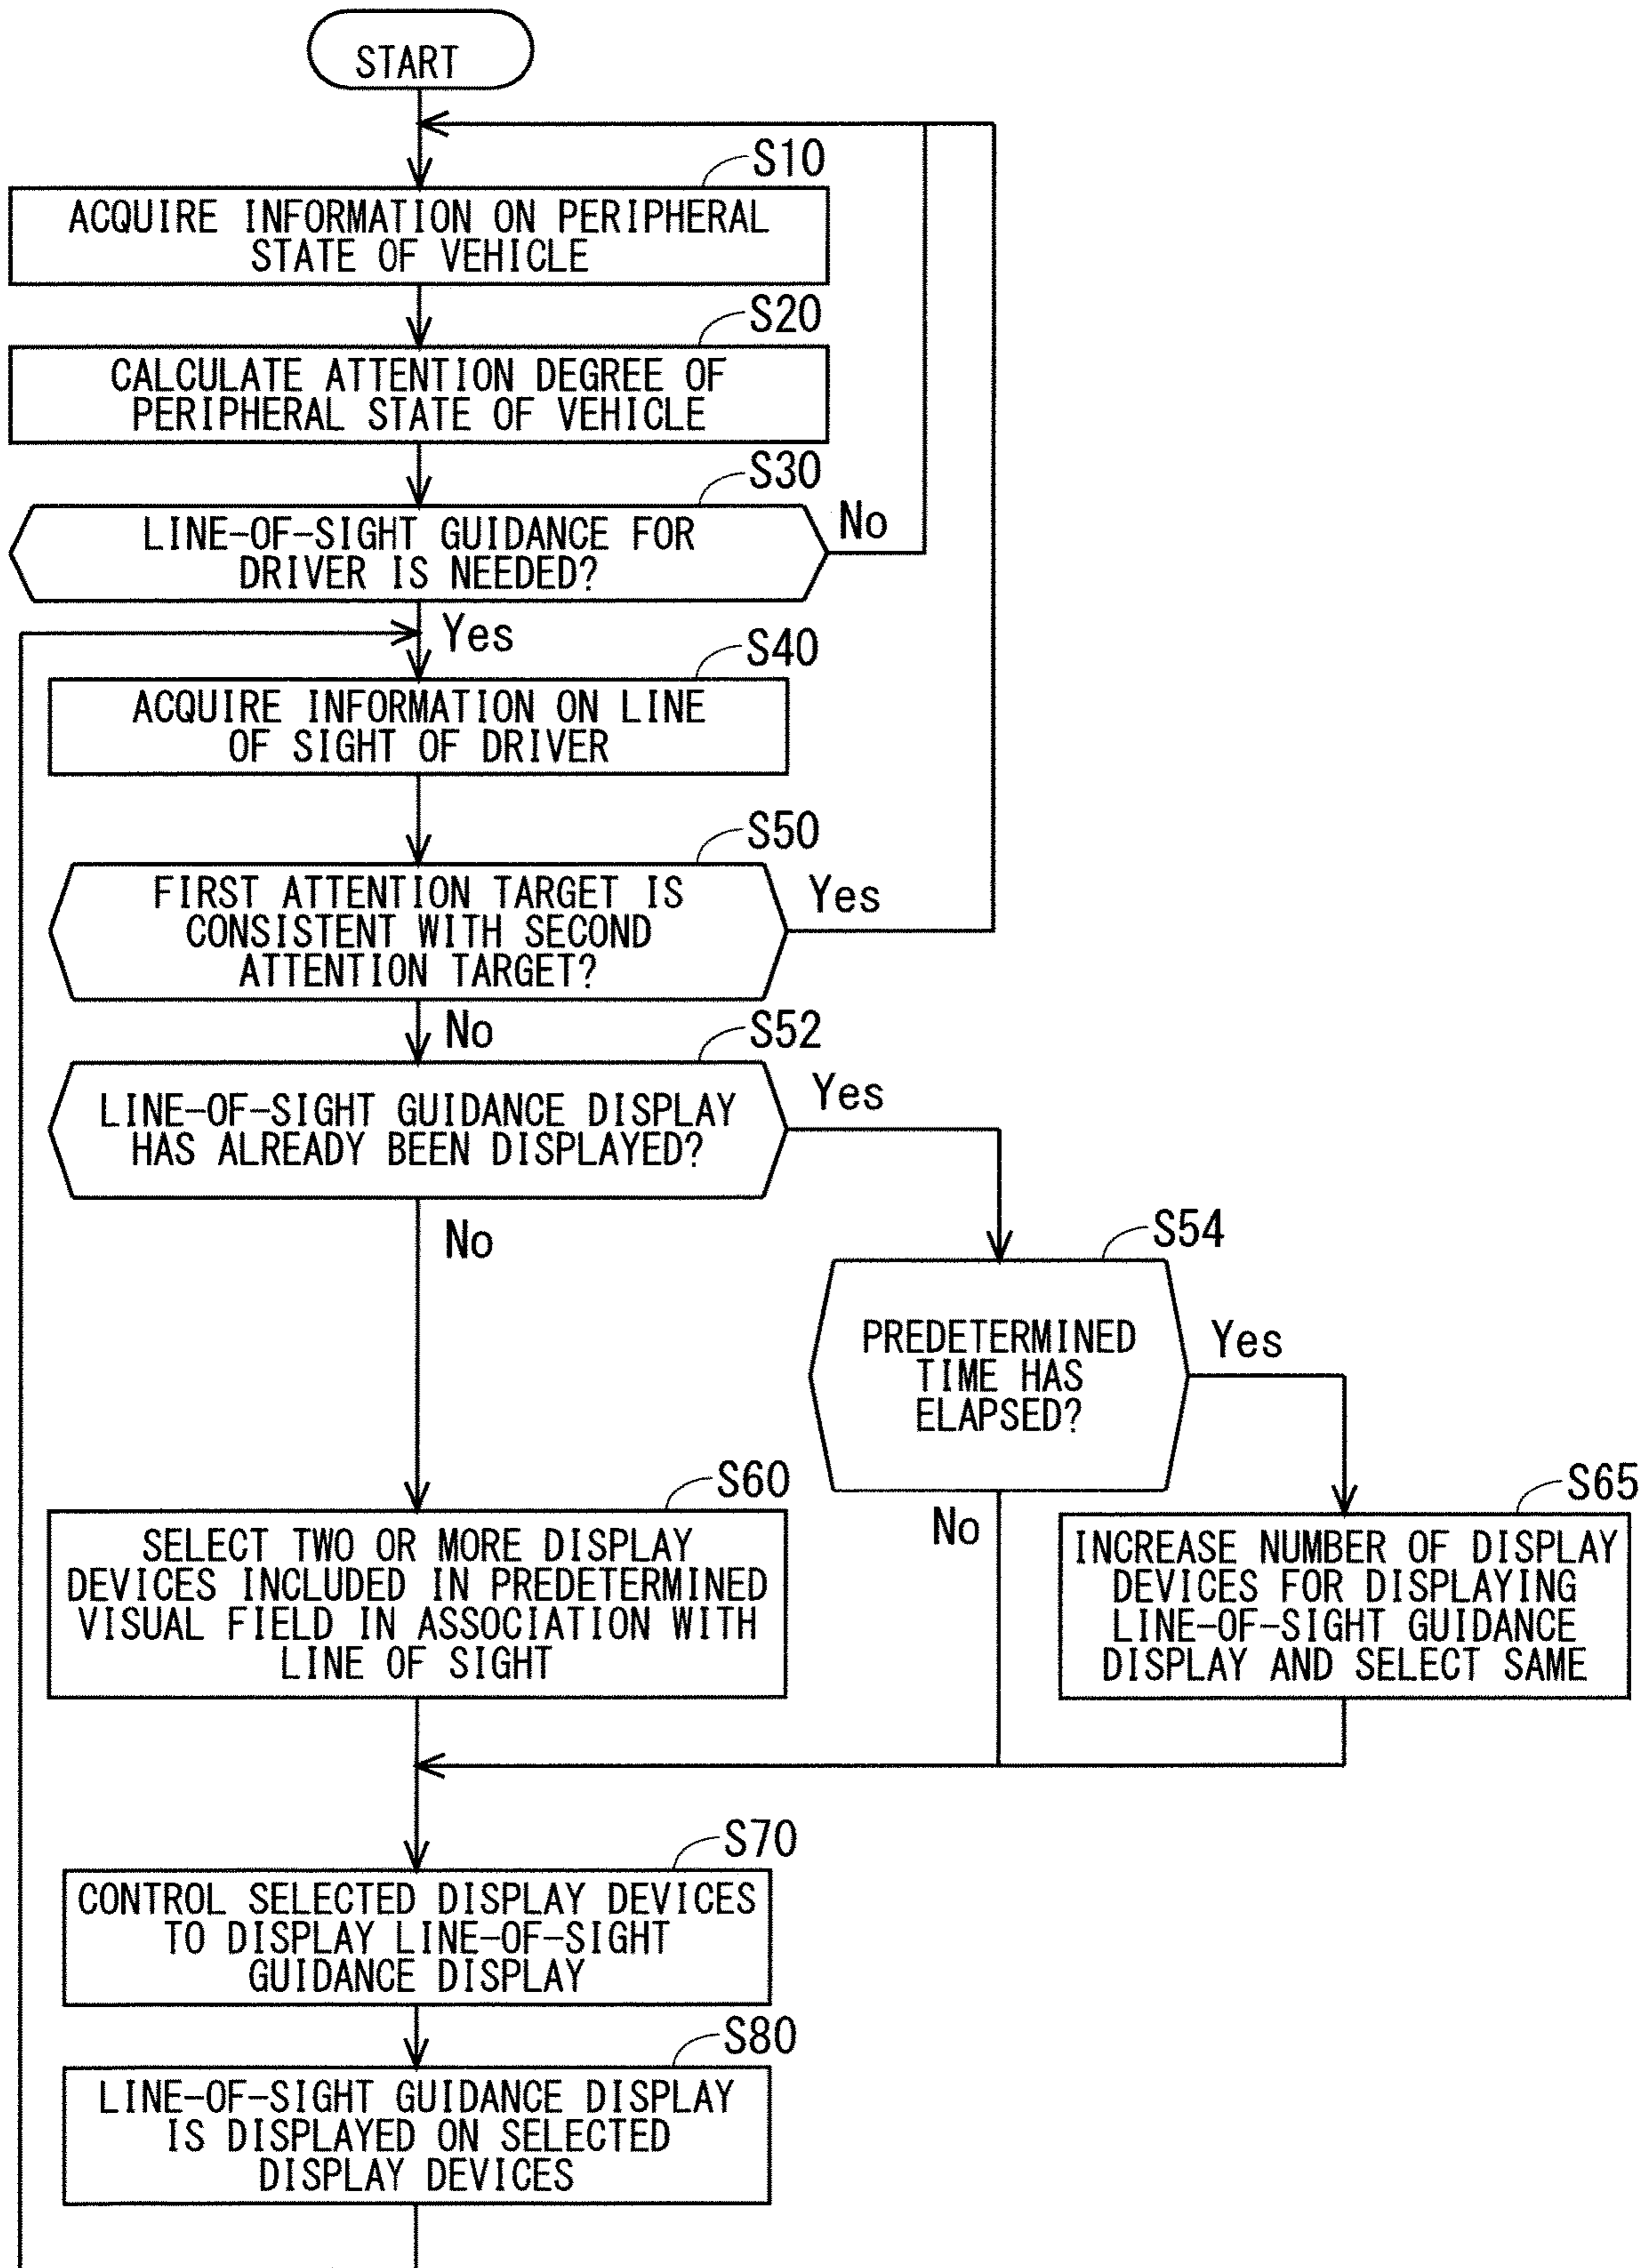 START
S10
ACQUIRE INFORMATION ON PERIPHERAL
STATE OF VEHICLE
S20
CALCULATE ATTENTION DEGREE OF
PERIPHERAL STATE OF VEHICLE
S30
LINE-OF-SIGHT GUIDANCE FOR
DRIVER IS NEEDED?
No
Yes
S40
ACQUIRE INFORMATION ON LINE
OF SIGHT OF DRIVER
S50
FIRST ATTENTION TARGET IS
CONSISTENT WITH SECOND
ATTENTION TARGET?
Yes
No
S52
LINE-OF-SIGHT GUIDANCE DISPLAY
HAS ALREADY BEEN DISPLAYED?
Yes
No
S54
PREDETERMINED
TIME HAS
ELAPSED?
Yes
No
S60
SELECT TWO OR MORE DISPLAY
DEVICES INCLUDED IN PREDETERMINED
VISUAL FIELD IN ASSOCIATION WITH
LINE OF SIGHT
S65
INCREASE NUMBER OF DISPLAY
DEVICES FOR DISPLAYING
LINE-OF-SIGHT GUIDANCE
DISPLAY AND SELECT SAME
S70
CONTROL SELECTED DISPLAY DEVICES
TO DISPLAY LINE-OF-SIGHT
GUIDANCE DISPLAY
S80
LINE-OF-SIGHT GUIDANCE DISPLAY
IS DISPLAYED ON SELECTED
DISPLAY DEVICES